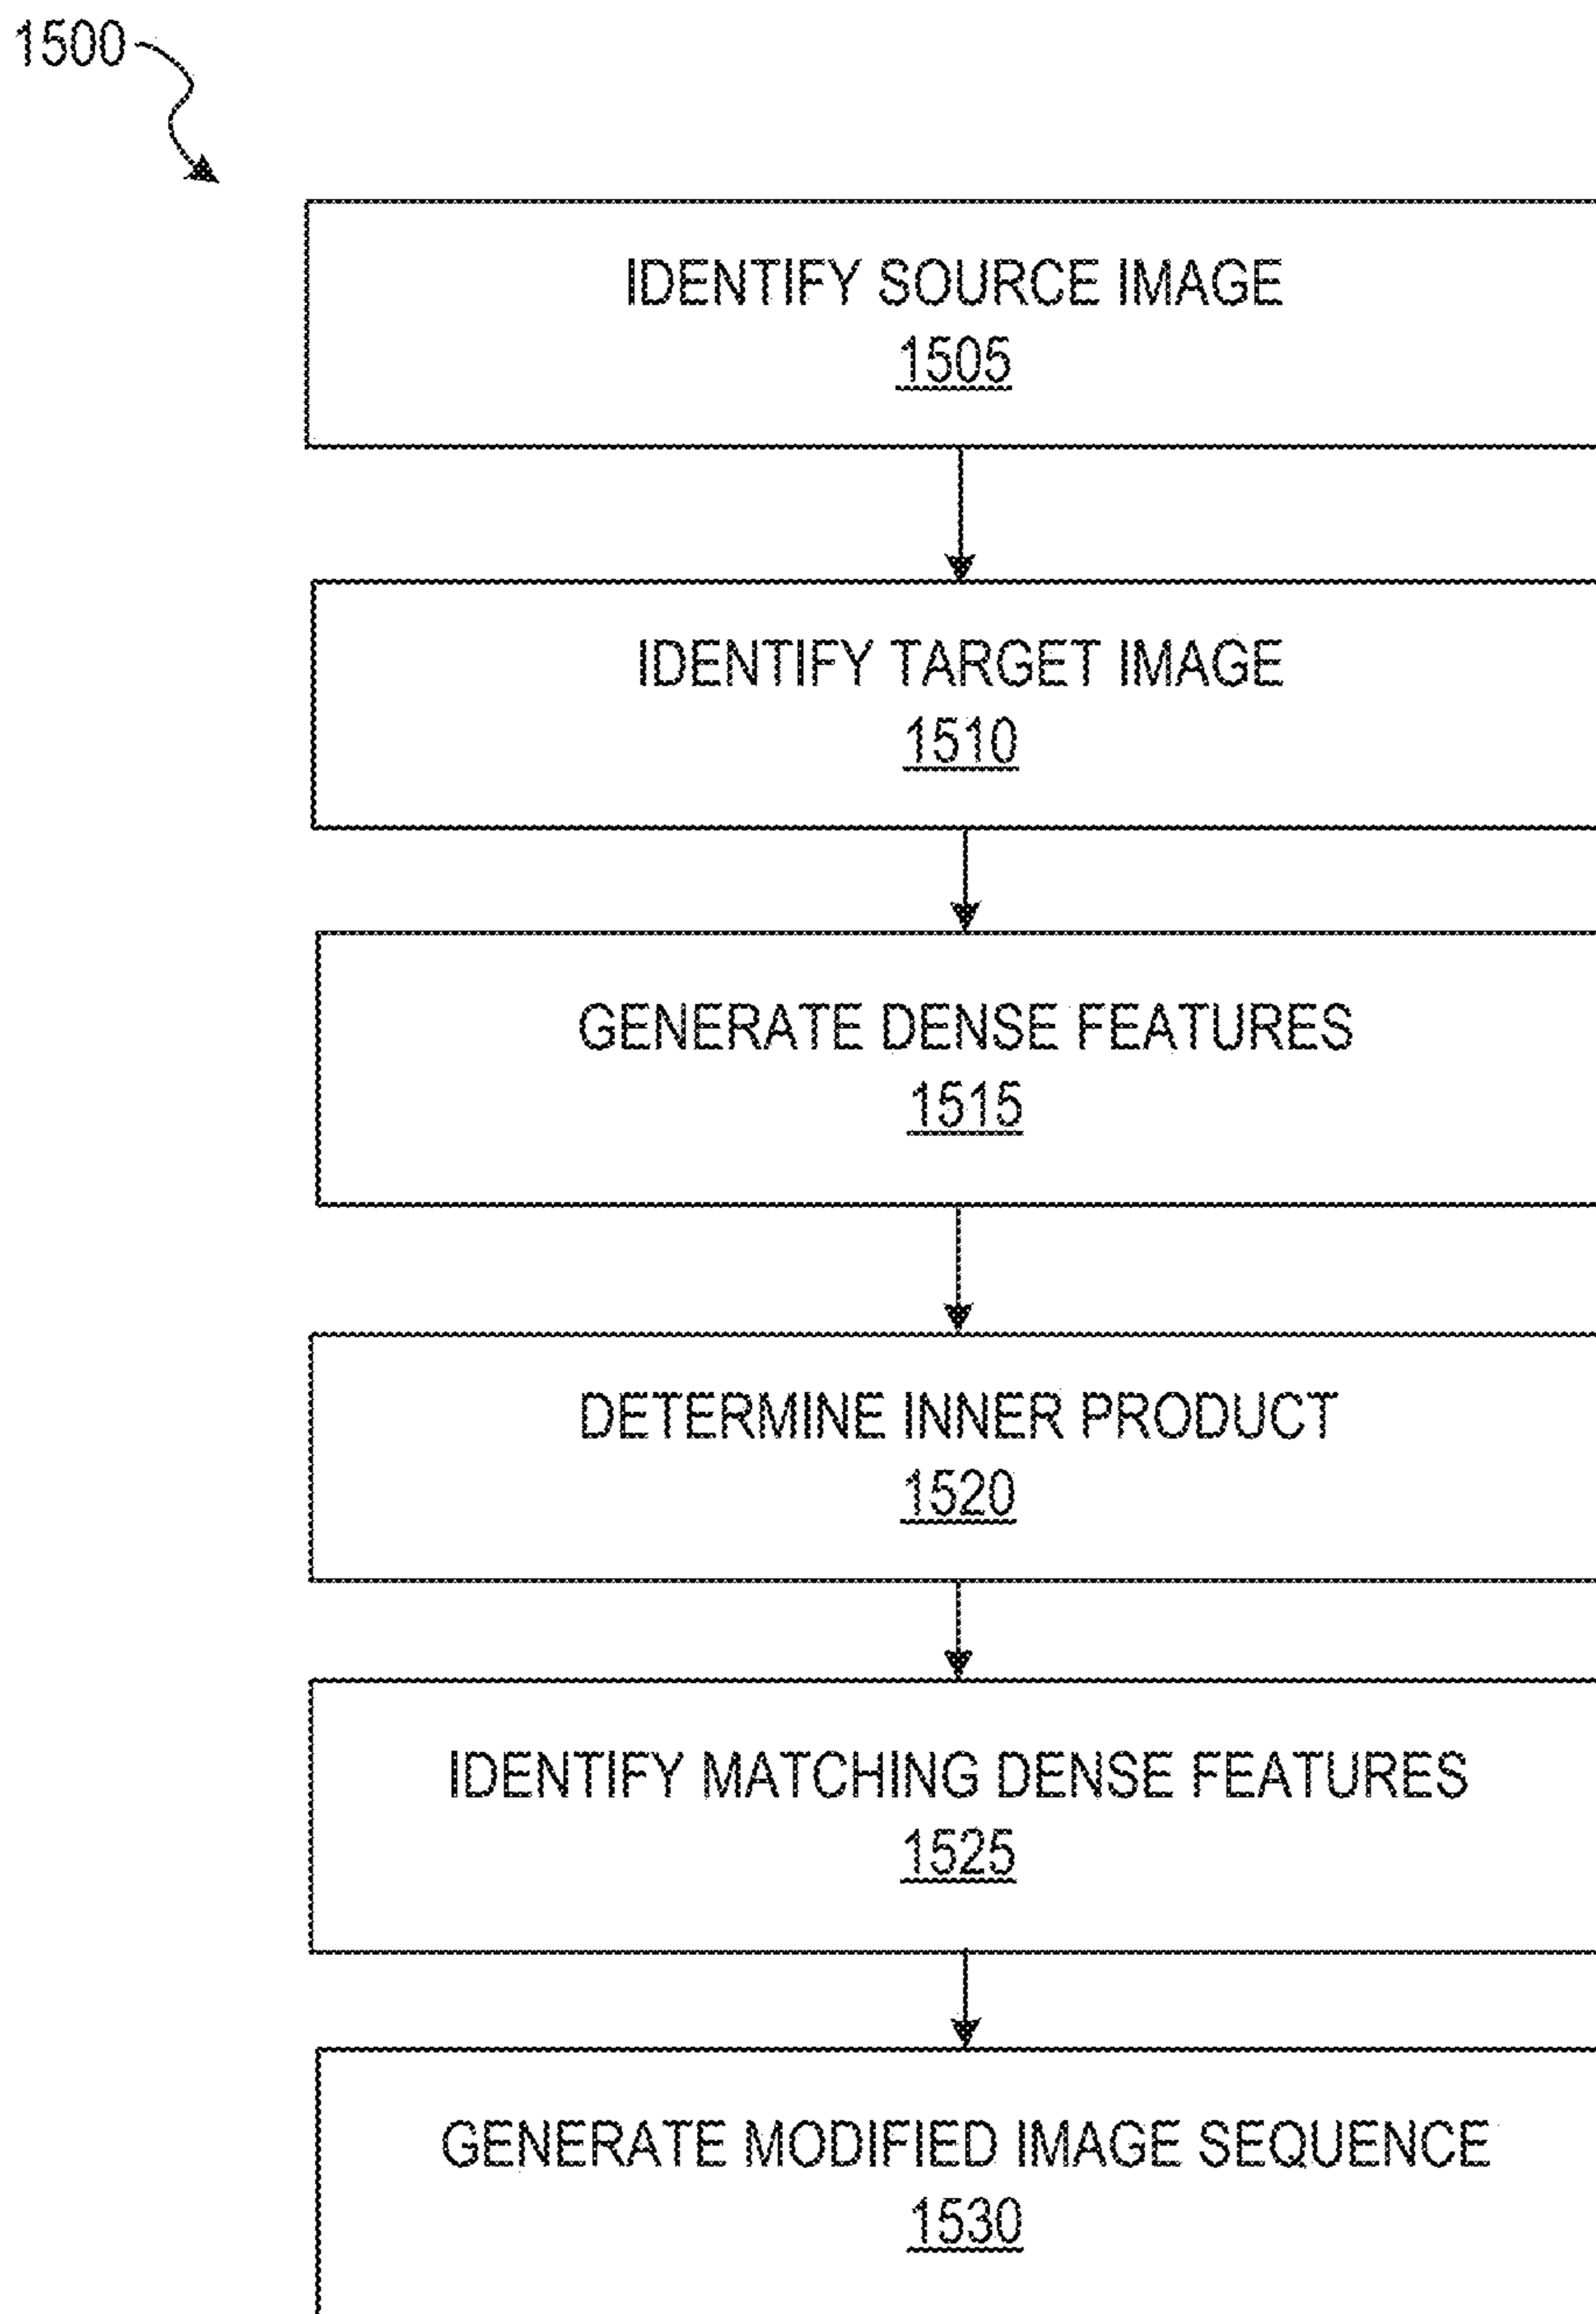 1500
IDENTIFY SOURCE IMAGE
1505
IDENTIFY TARGET IMAGE
1510
GENERATE DENSE FEATURES
1515
DETERMINE INNER PRODUCT
1520
IDENTIFY MATCHING DENSE FEATURES
1525
GENERATE MODIFIED IMAGE SEQUENCE
1530